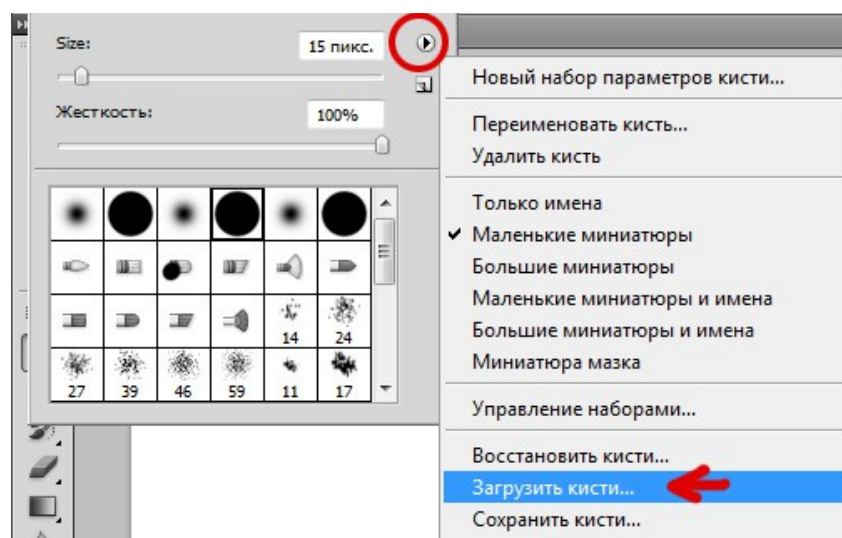 Size:
15 пикс.
Жесткость:
100%
14
24
27
39
46
59
11
17
Новый набор параметров кисти...
Переименовать кисть...
Удалить кисть
Только имена
Маленькие миниатюры
Большие миниатюры
Маленькие миниатюры и имена
Большие миниатюры и имена
Миниатюра мазка
Управление наборами...
Восстановить кисти...
Загрузить кисти...
Сохранить кисти...